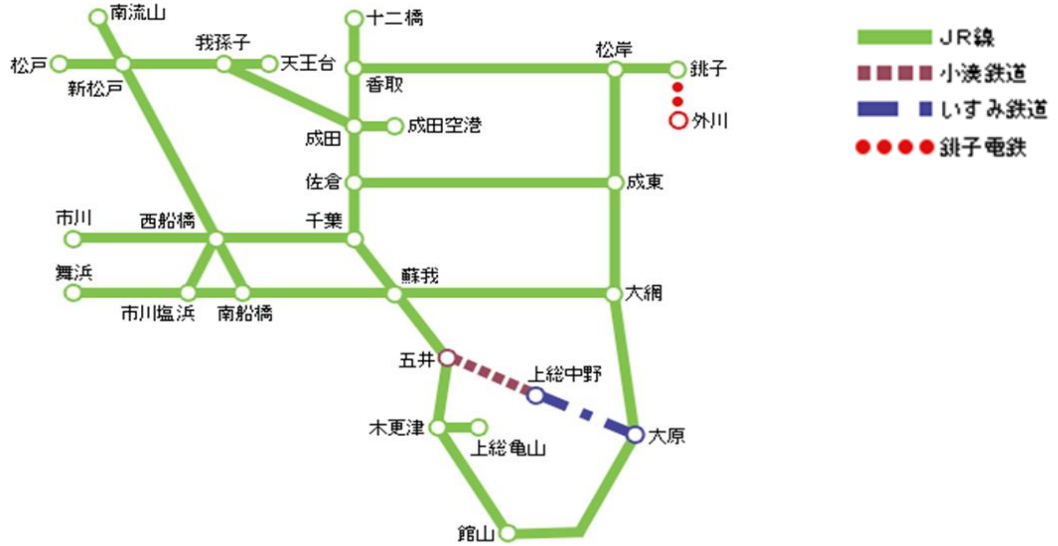 南流山
十二橋
松戸
新松戸
我孫子
天王台
香取
松岸
銚子
外川
成田
成田空港
佐倉
成東
市川
西船橋
千葉
舞浜
市川塩浜
南船橋
蘇我
大網
五井
上総中野
木更津
上総亀山
大原
館山
JR線
小湊鉄道
いすみ鉄道
銚子電鉄